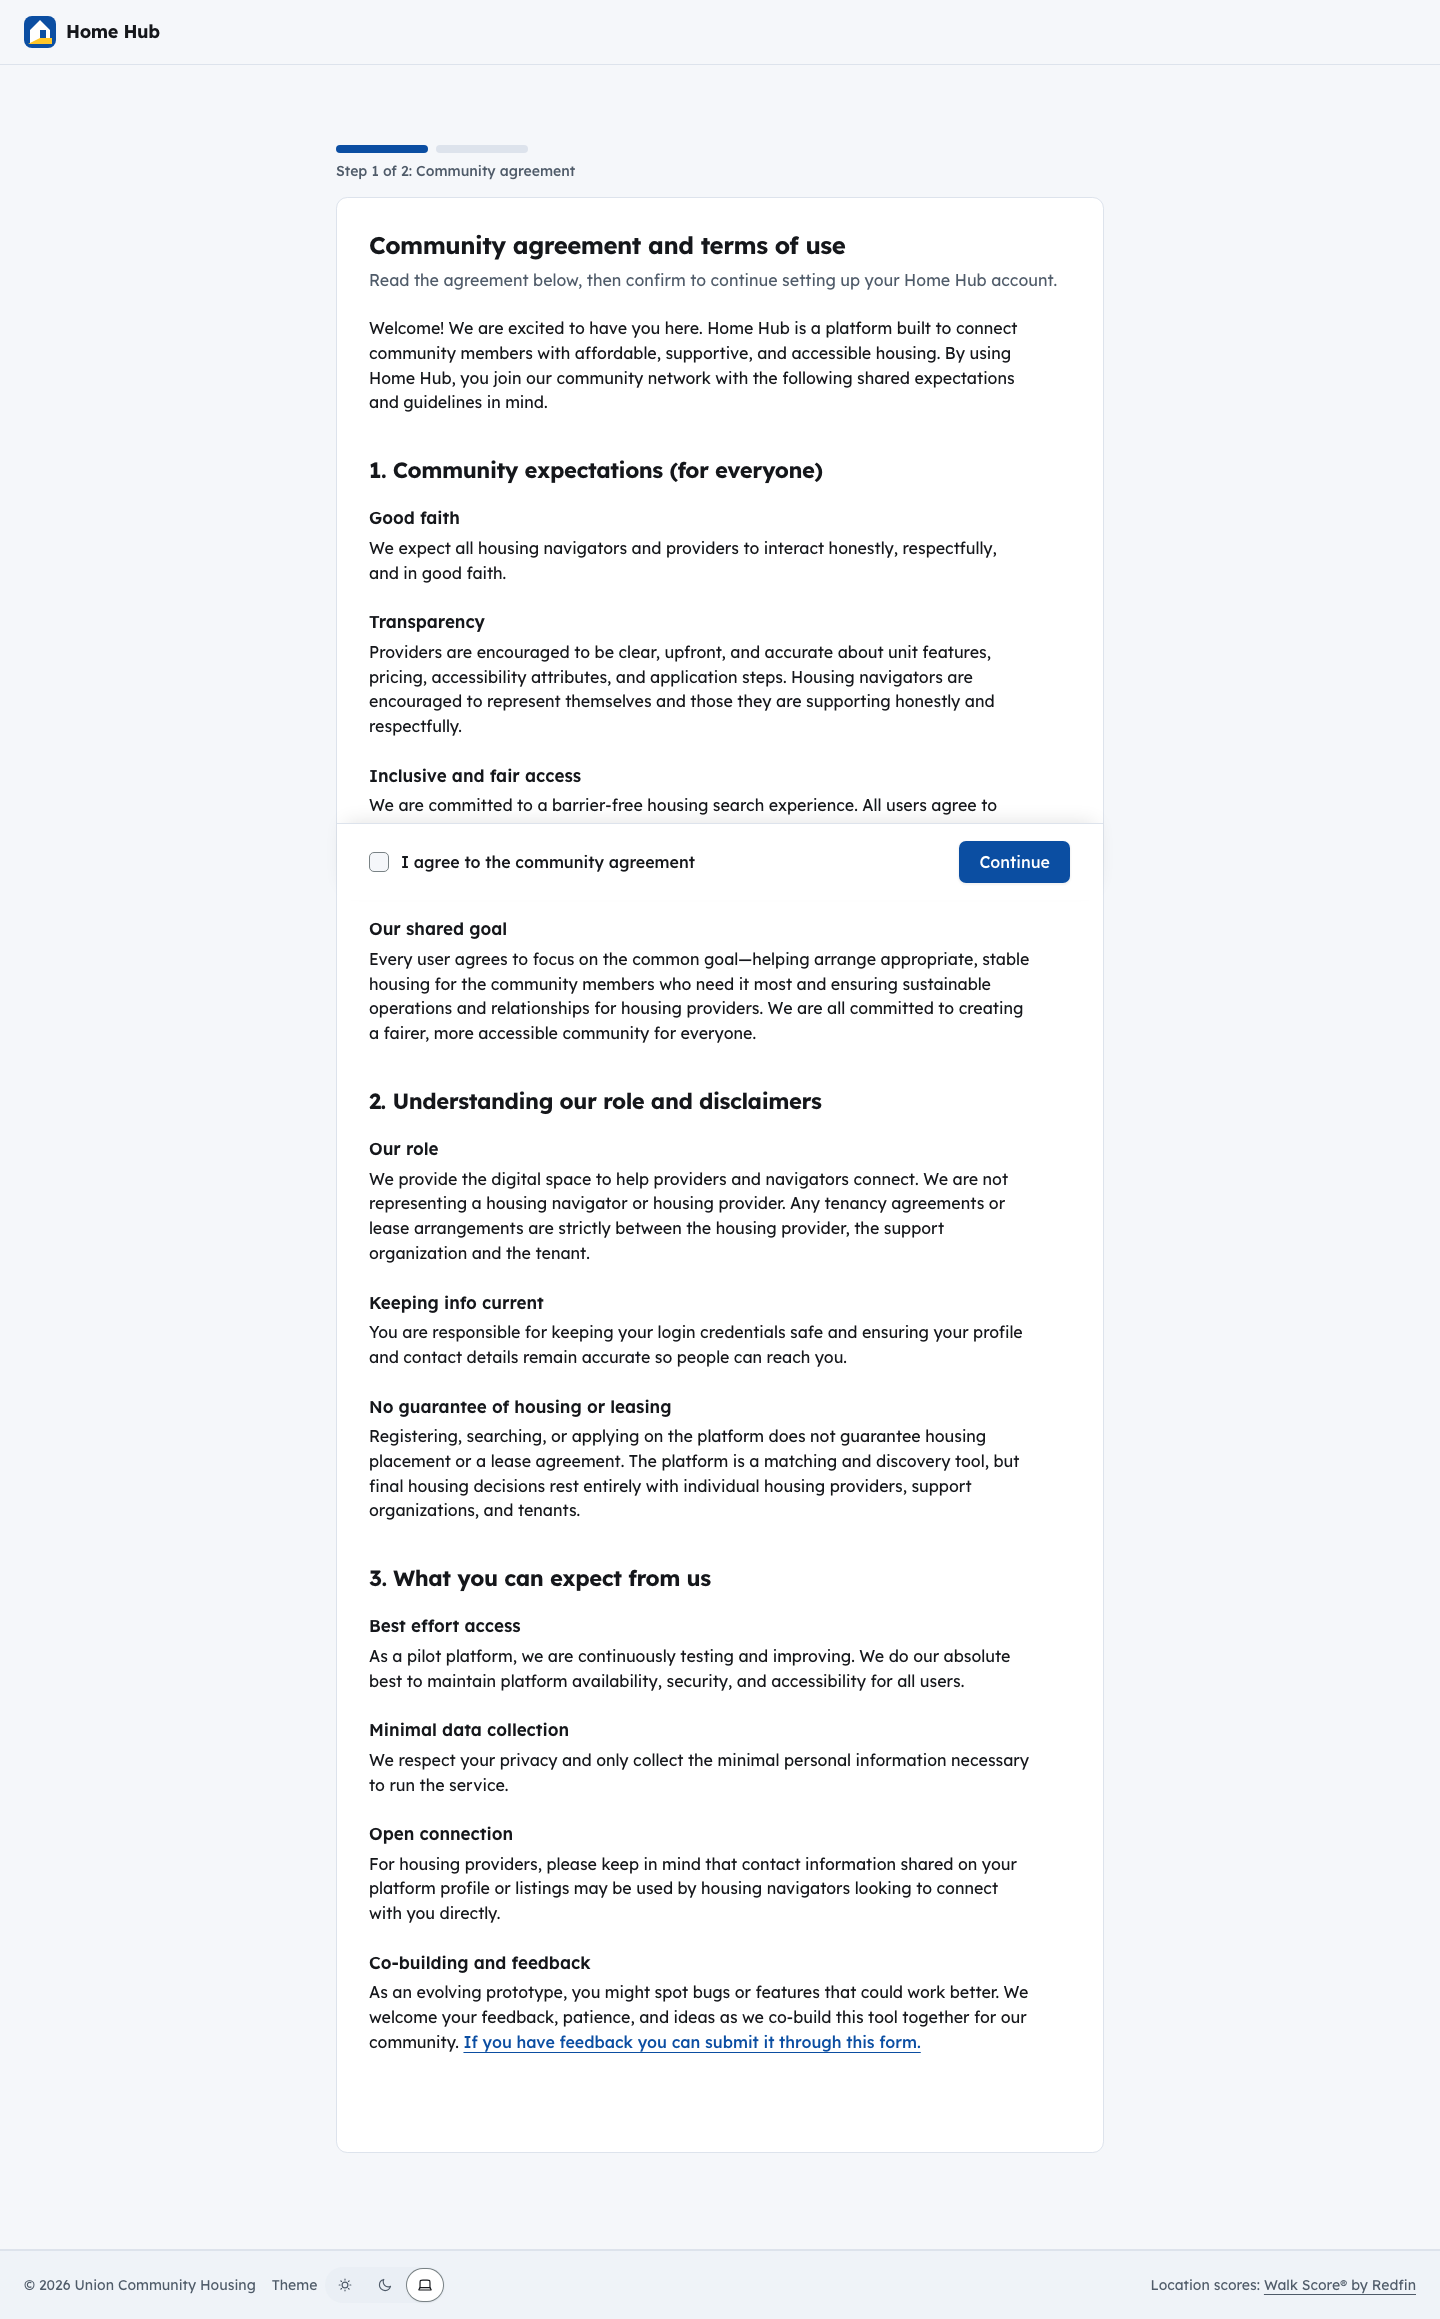 Home Hub
Step 1 of 2: Community agreement
Community agreement and terms of use
Read the agreement below, then confirm to continue setting up your Home Hub account.
Welcome! We are excited to have you here. Home Hub is a platform built to connect
community members with affordable, supportive, and accessible housing. By using
Home Hub, you join our community network with the following shared expectations
and guidelines in mind.
1. Community expectations (for everyone)
Good faith
We expect all housing navigators and providers to interact honestly, respectfully,
and in good faith.
Transparency
Providers are encouraged to be clear, upfront, and accurate about unit features,
pricing, accessibility attributes, and application steps. Housing navigators are
encouraged to represent themselves and those they are supporting honestly and
respectfully.
Inclusive and fair access
We are committed to a barrier-free housing search experience. All users agree to
I agree to the community agreement
Continue
Our shared goal
Every user agrees to focus on the common goal—helping arrange appropriate, stable
housing for the community members who need it most and ensuring sustainable
operations and relationships for housing providers. We are all committed to creating
a fairer, more accessible community for everyone.
2. Understanding our role and disclaimers
Our role
We provide the digital space to help providers and navigators connect. We are not
representing a housing navigator or housing provider. Any tenancy agreements or
lease arrangements are strictly between the housing provider, the support
organization and the tenant.
Keeping info current
You are responsible for keeping your login credentials safe and ensuring your profile
and contact details remain accurate so people can reach you.
No guarantee of housing or leasing
Registering, searching, or applying on the platform does not guarantee housing
placement or a lease agreement. The platform is a matching and discovery tool, but
final housing decisions rest entirely with individual housing providers, support
organizations, and tenants.
3. What you can expect from us
Best effort access
As a pilot platform, we are continuously testing and improving. We do our absolute
best to maintain platform availability, security, and accessibility for all users.
Minimal data collection
We respect your privacy and only collect the minimal personal information necessary
to run the service.
Open connection
For housing providers, please keep in mind that contact information shared on your
platform profile or listings may be used by housing navigators looking to connect
with you directly.
Co-building and feedback
As an evolving prototype, you might spot bugs or features that could work better. We
welcome your feedback, patience, and ideas as we co-build this tool together for our
community. If you have feedback you can submit it through this form.
© 2026 Union Community Housing
Theme
Location scores: Walk Score® by Redfin